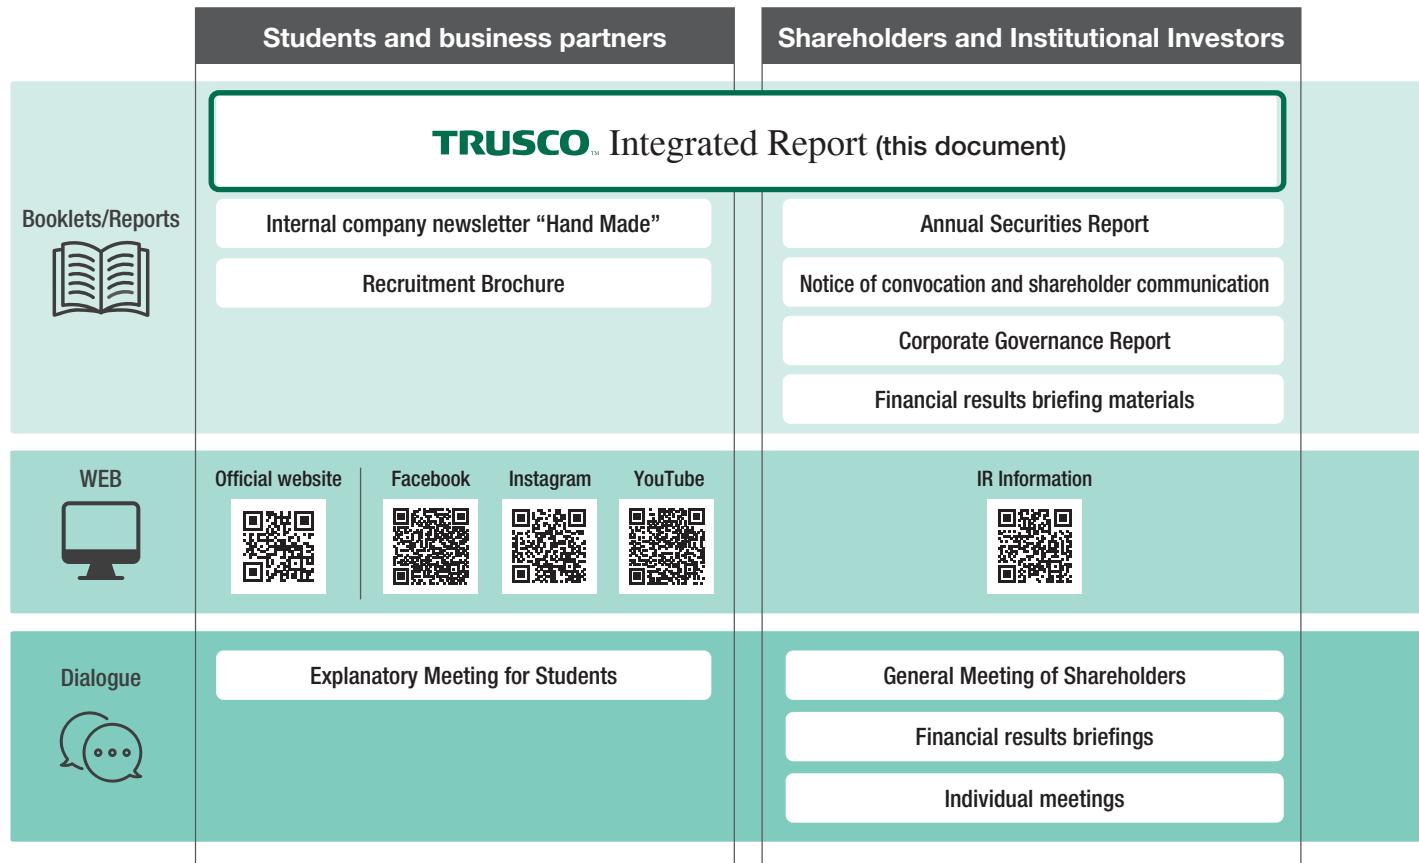 Students and business partners
Shareholders and Institutional Investors
TRUSCO™ Integrated Report (this document)
Booklets/Reports
Internal company newsletter “Hand Made”
Recruitment Brochure
Annual Securities Report
Notice of convocation and shareholder communication
Corporate Governance Report
Financial results briefing materials
WEB
Official website
Facebook
Instagram
YouTube
IR Information
Dialogue
Explanatory Meeting for Students
General Meeting of Shareholders
Financial results briefings
Individual meetings